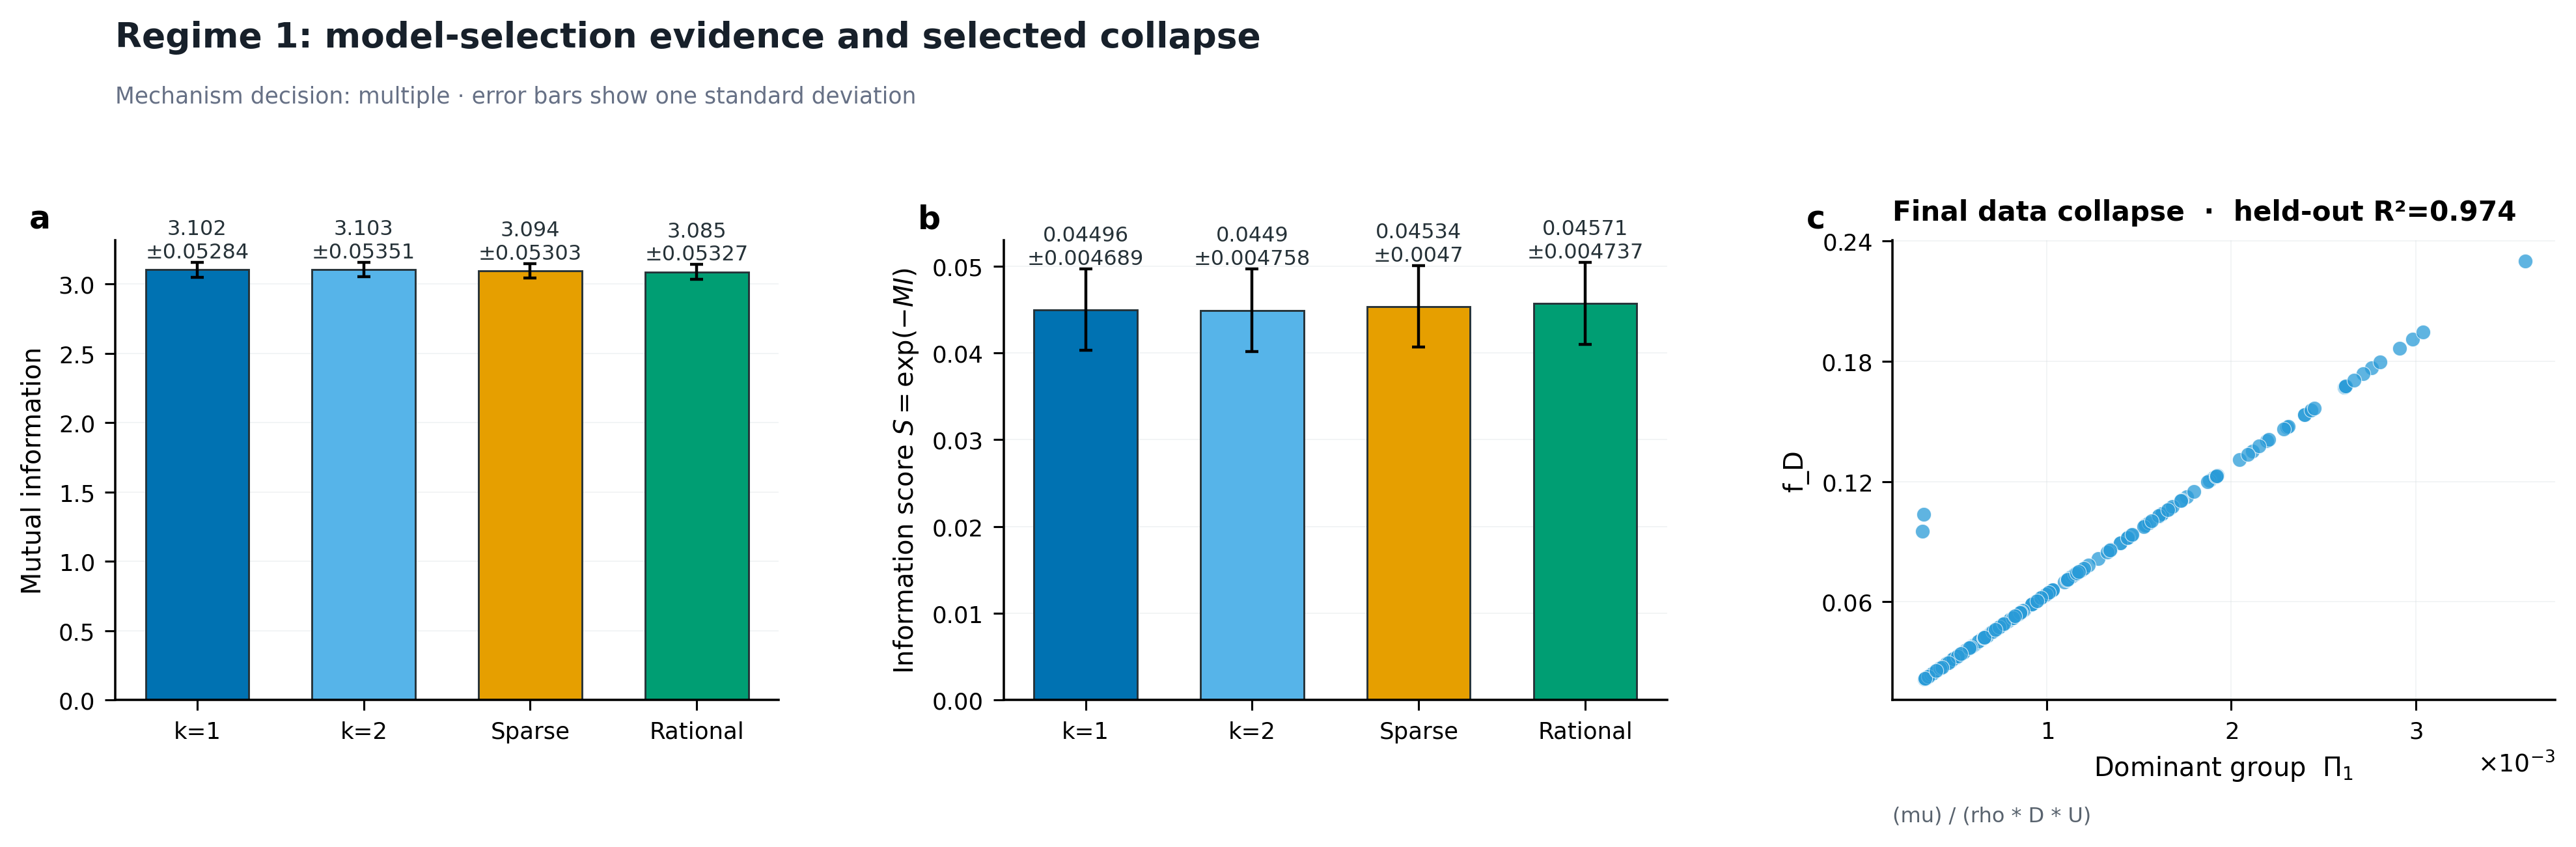 Regime 1: model-selection evidence and selected collapse
Mechanism decision: multiple · error bars show one standard deviation
a
3.102
±0.05284
3.103
±0.05351
3.094
±0.05303
3.085
±0.05327
Mutual information
3.0
2.5
2.0
1.5
1.0
0.5
0.0
k=1
k=2
Sparse
Rational
b
0.04496
±0.004689
0.0449
±0.004758
0.04534
±0.0047
0.04571
±0.004737
Information score S = exp(−MI)
0.05
0.04
0.03
0.02
0.01
0.00
k=1
k=2
Sparse
Rational
c
Final data collapse · held-out R²=0.974
f_D
0.24
0.18
0.12
0.06
1
2
3
×10⁻³
Dominant group Π₁
(mu) / (rho * D * U)